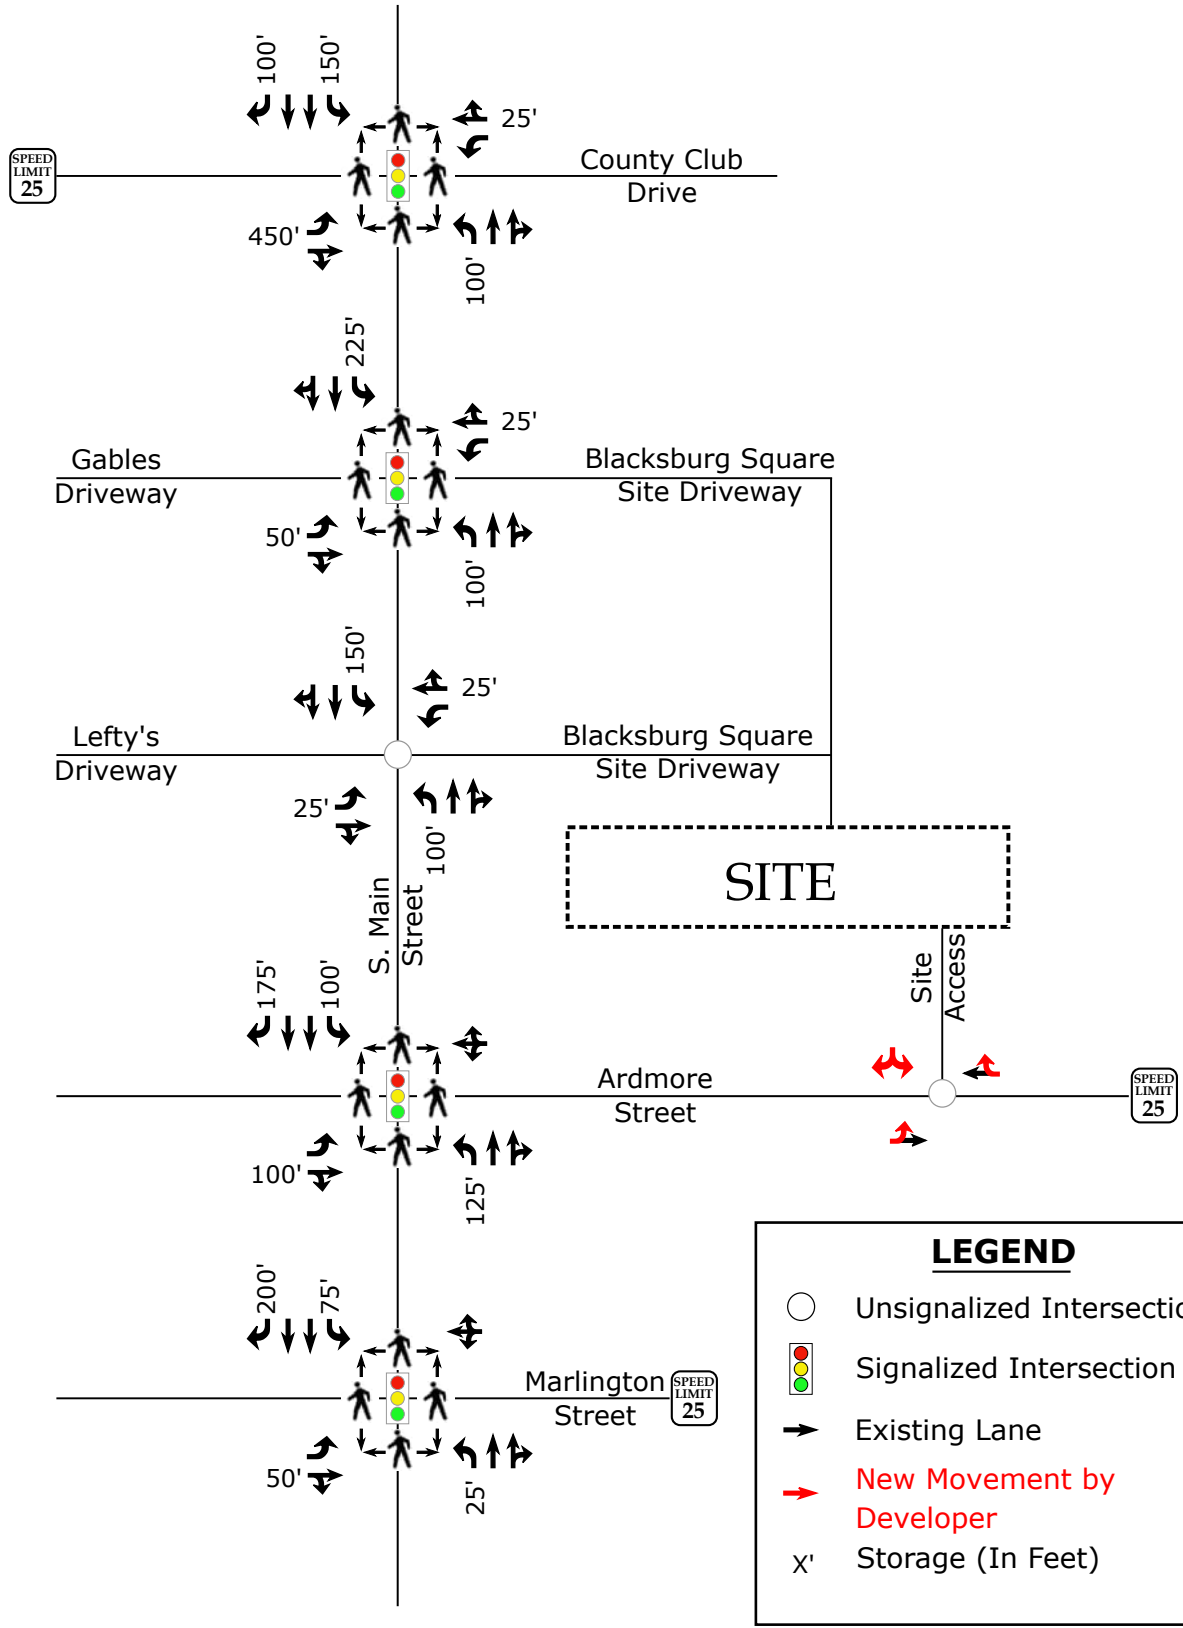 100'
150'
25'
SPEED
LIMIT
25
County Club
Drive
450'
100'
225'
25'
Gables
Driveway
Blacksburg Square
Site Driveway
50'
100'
150'
25'
Lefty's
Driveway
Blacksburg Square
Site Driveway
25'
100'
SITE
S. Main
Street
Site
Access
175'
100'
Ardmore
Street
SPEED
LIMIT
25
100'
125'
200'
75'
Marlington
Street
SPEED
LIMIT
25
50'
25'
LEGEND
Unsignalized Intersectio
Signalized Intersection
Existing Lane
New Movement by
Developer
X'
Storage (In Feet)